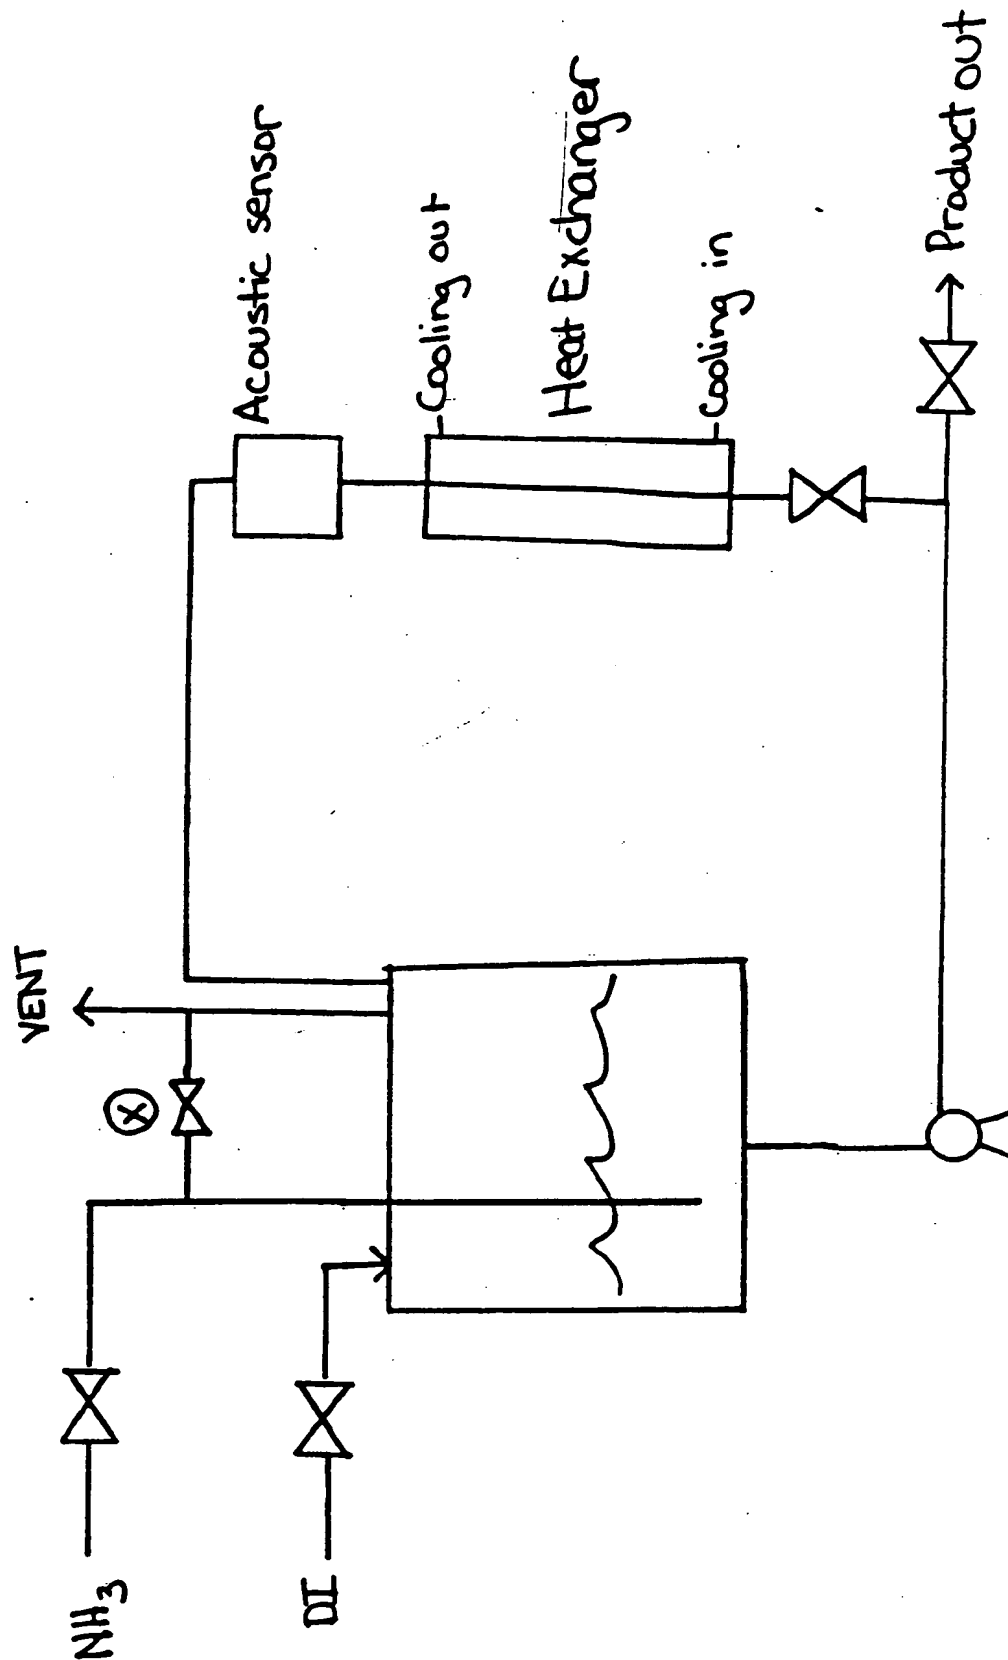 NH₃
DI
VENT
X
Acoustic sensor
Cooling out
Heat Exchanger
Cooling in
Product out